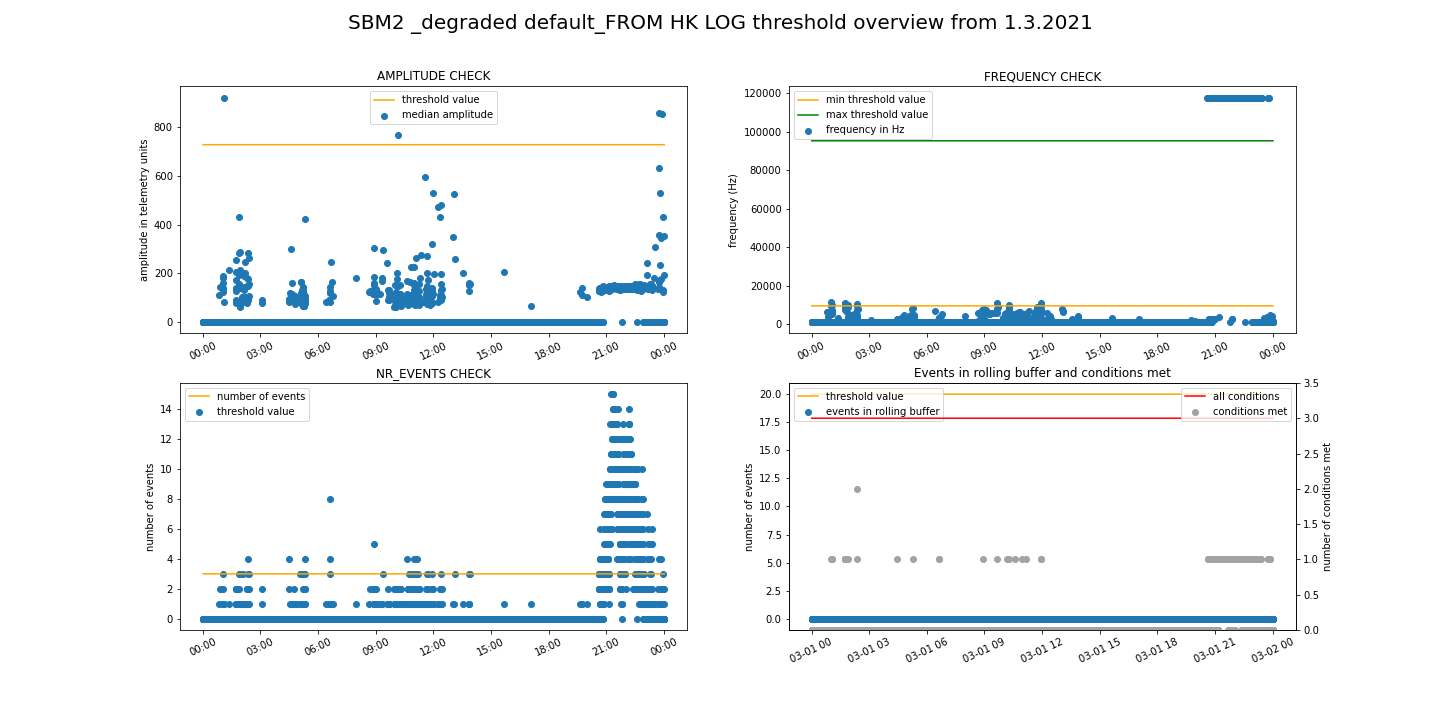 SBM2 _degraded default_FROM HK LOG threshold overview from 1.3.2021
AMPLITUDE CHECK
threshold value
median amplitude
amplitude in telemetry units
800
600
400
200
0
00:00 03:00 06:00 09:00 12:00 15:00 18:00 21:00 00:00
FREQUENCY CHECK
min threshold value
max threshold value
frequency in Hz
frequency (Hz)
120000
100000
80000
60000
40000
20000
0
00:00 03:00 06:00 09:00 12:00 15:00 18:00 21:00 00:00
NR_EVENTS CHECK
number of events
threshold value
number of events
14
12
10
8
6
4
2
0
00:00 03:00 06:00 09:00 12:00 15:00 18:00 21:00 00:00
Events in rolling buffer and conditions met
threshold value
events in rolling buffer
all conditions
conditions met
number of events
20.0
17.5
15.0
12.5
10.0
7.5
5.0
2.5
0.0
3.5
3.0
2.5
2.0
1.5
1.0
0.5
0.0
number of conditions met
03-01 00 03-01 03 03-01 06 03-01 09 03-01 12 03-01 15 03-01 18 03-01 21 03-02 00